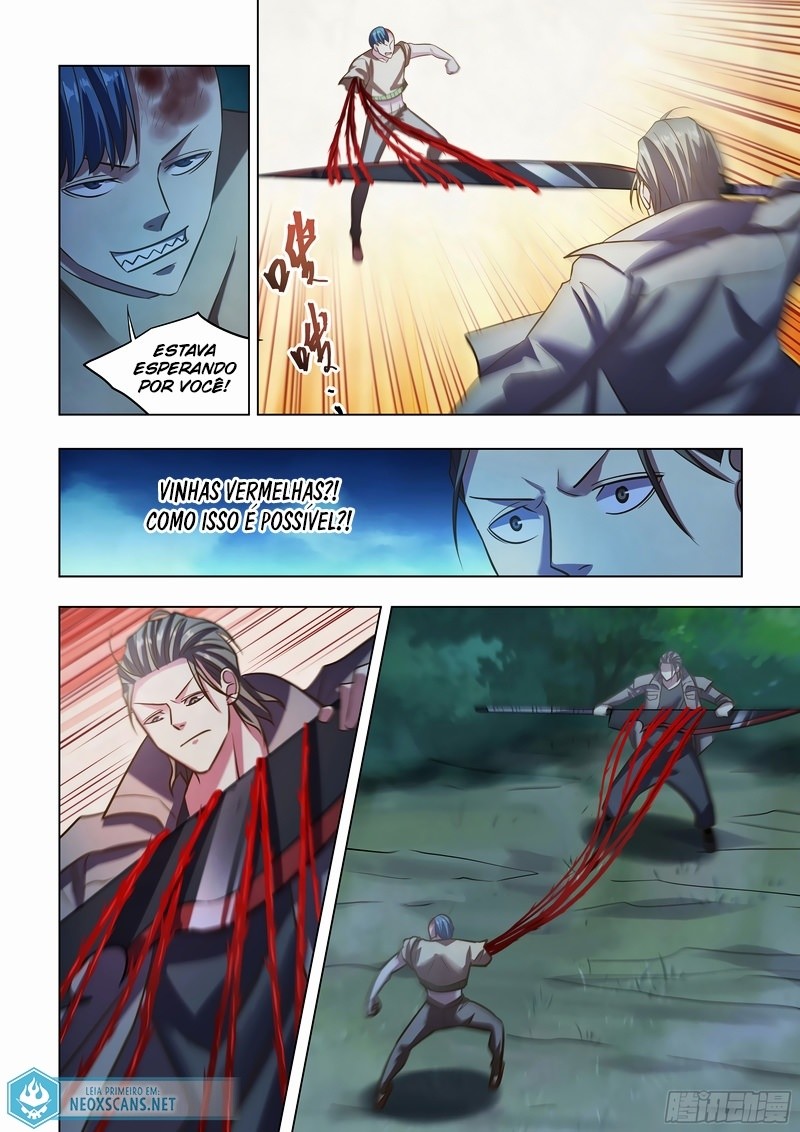 ESTAVA
ESPERANDO
POR VOCÊ!
VINHAS VERMELHAS?!
COMO ISSO É POSSÍVEL?!
LEIA PRIMEIRO EM:
NEOXSCANS.NET
腾讯动漫